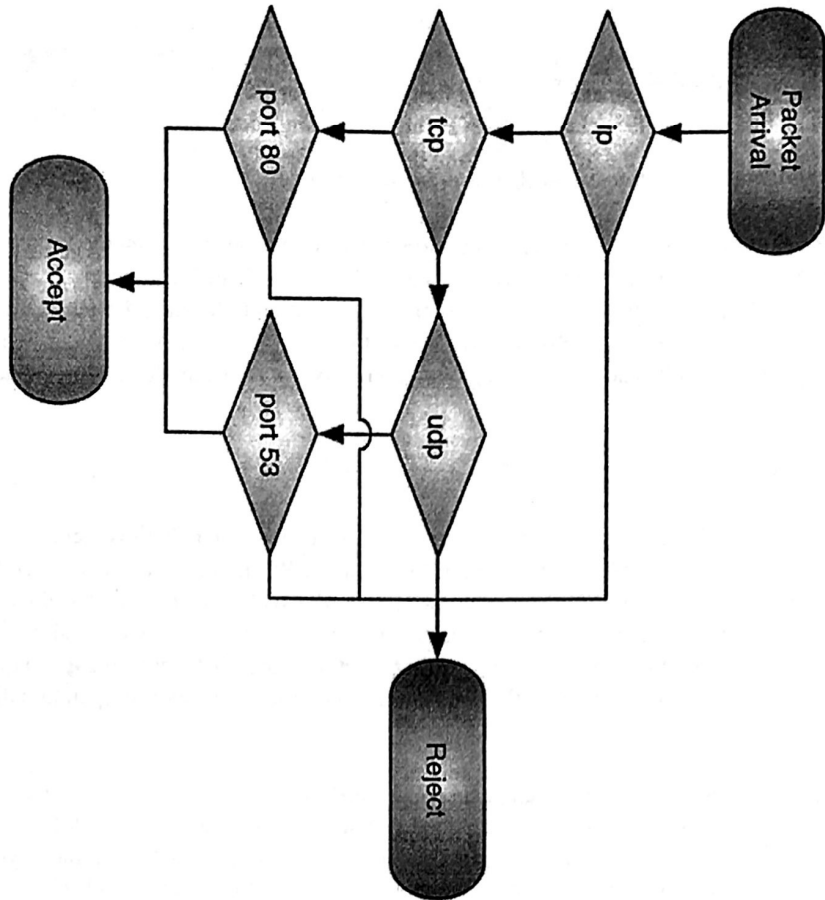 Packet
Arrival
ip
tcp
udp
port 80
port 53
Accept
Reject